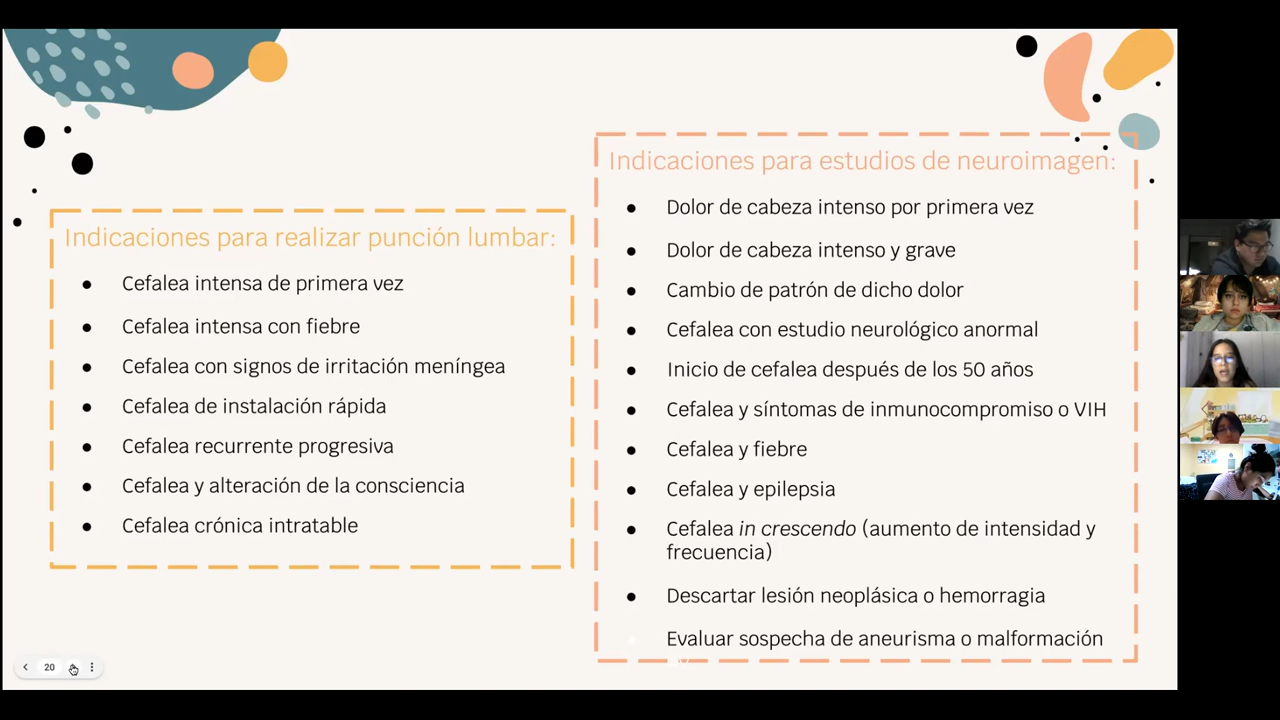 Indicaciones para realizar punción lumbar:
Cefalea intensa de primera vez
Cefalea intensa con fiebre
Cefalea con signos de irritación meníngea
Cefalea de instalación rápida
Cefalea recurrente progresiva
Cefalea y alteración de la consciencia
Cefalea crónica intratable
Indicaciones para estudios de neuroimagen:
Dolor de cabeza intenso por primera vez
Dolor de cabeza intenso y grave
Cambio de patrón de dicho dolor
Cefalea con estudio neurológico anormal
Inicio de cefalea después de los 50 años
Cefalea y síntomas de inmunocompromiso o VIH
Cefalea y fiebre
Cefalea y epilepsia
Cefalea in crescendo (aumento de intensidad y
frecuencia)
Descartar lesión neoplásica o hemorragia
Evaluar sospecha de aneurisma o malformación
20